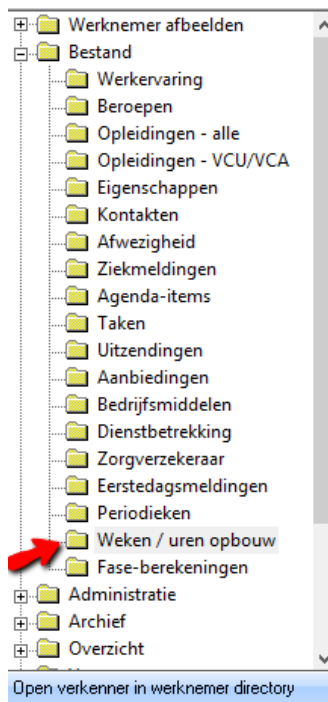 Werknemer afbeelden
Bestand
Werkervaring
Beroepen
Opleidingen - alle
Opleidingen - VCU/VCA
Eigenschappen
Kontakten
Afwezigheid
Ziekmeldingen
Agenda-items
Taken
Uitzendingen
Aanbiedingen
Bedrijfsmiddelen
Dienstbetrekking
Zorgverzekeraar
Eerstedagsmeldingen
Periodieken
Weken / uren opbouw
Fase-berekeningen
Administratie
Archief
Overzicht
Open verkenner in werknemer directory